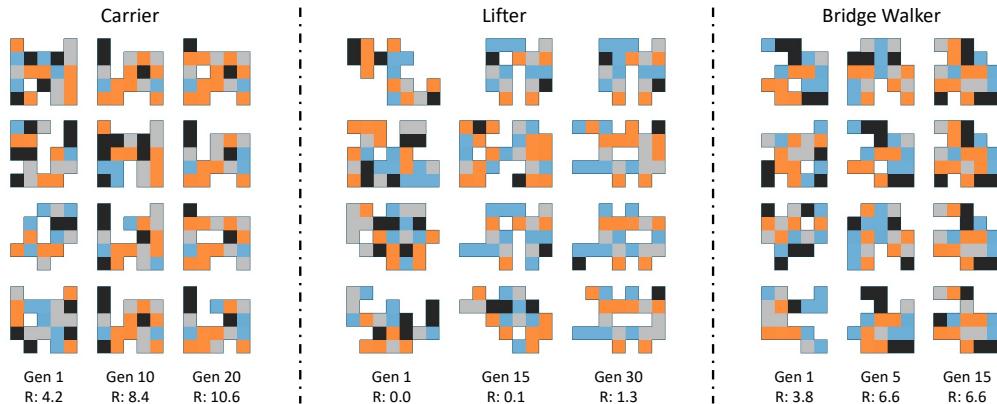 Carrier Lifter Bridge Walker
Gen 1 Gen 10 Gen 20 Gen 1 Gen 15 Gen 30 Gen 1 Gen 5 Gen 15
R: 4.2 R: 8.4 R: 10.6 R: 0.0 R: 0.1 R: 1.3 R: 3.8 R: 6.6 R: 6.6